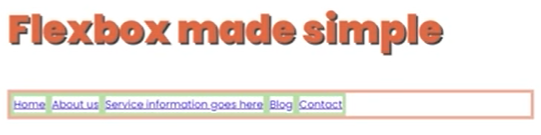 Flexbox made simple
Home About us Service information goes here Blog Contact